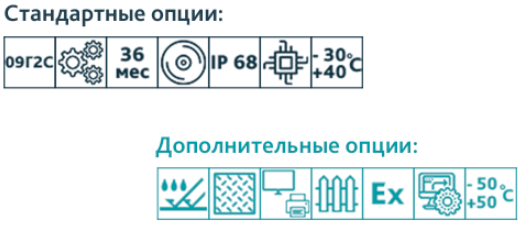 Стандартные опции:
09Г2С
36
мес
IP 68
- 30°C
+40
Дополнительные опции:
Ex
- 50°C
+50